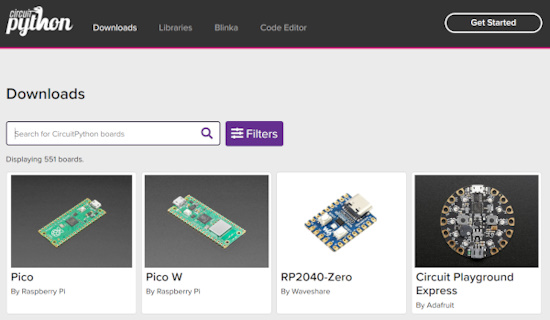 circuit
python
Downloads Libraries Blinka Code Editor
Get Started
Downloads
Search for CircuitPython boards
Filters
Displaying 551 boards.
Pico
By Raspberry Pi
Pico W
By Raspberry Pi
RP2040-Zero
By Waveshare
Circuit Playground
Express
By Adafruit